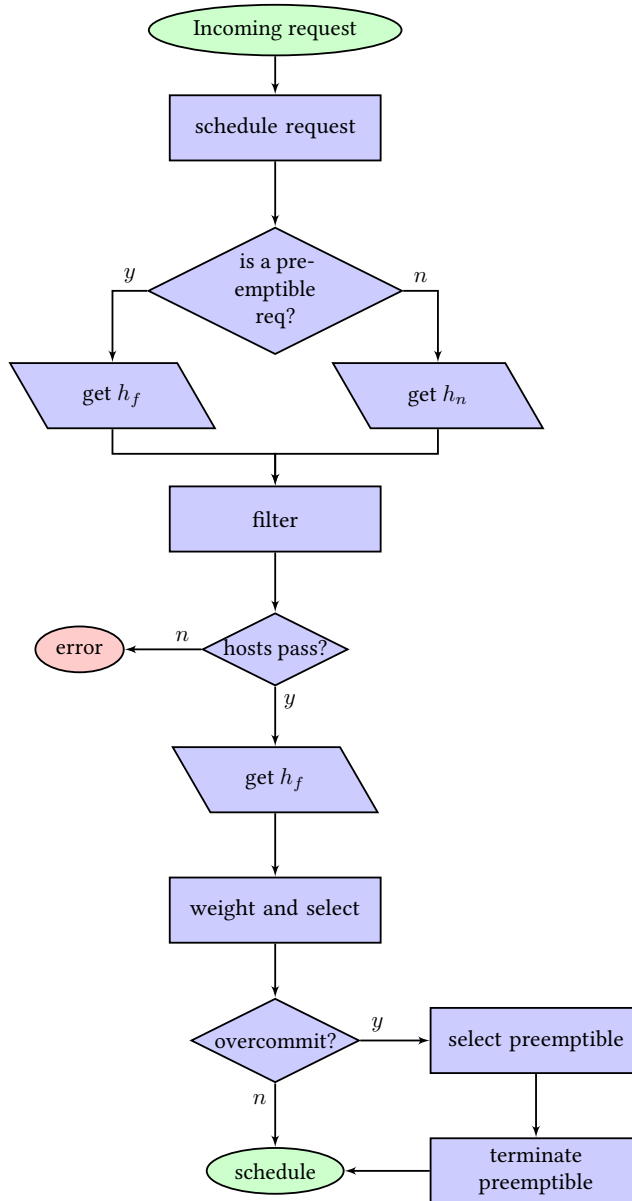 Incoming request
schedule request
is a pre-
emptible
req?
y
n
get h_f
get h_n
filter
hosts pass?
n
error
y
get h_f
weight and select
overcommit?
y
select preemptible
n
terminate
preemptible
schedule